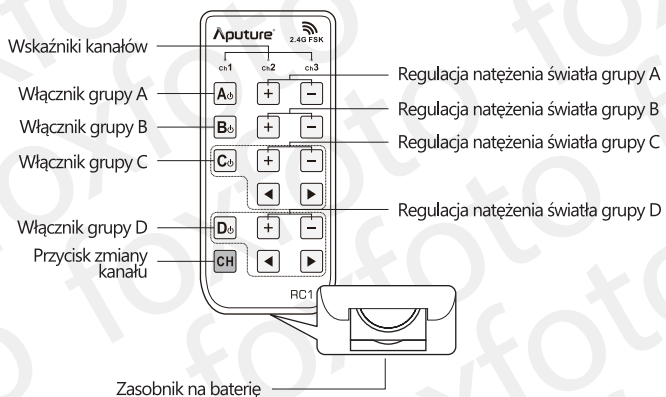 Aputure
2.4G FSK
Wskaźniki kanałów
Ch1 Ch2 Ch3
Włącznik grupy A
A + −
Regulacja natężenia światła grupy A
Włącznik grupy B
B + −
Regulacja natężenia światła grupy B
Włącznik grupy C
C + −
Regulacja natężenia światła grupy C
◀ ▶
Włącznik grupy D
D + −
Regulacja natężenia światła grupy D
Przycisk zmiany
kanału
CH ◀ ▶
RC1
Zasobnik na baterię
foxfoto